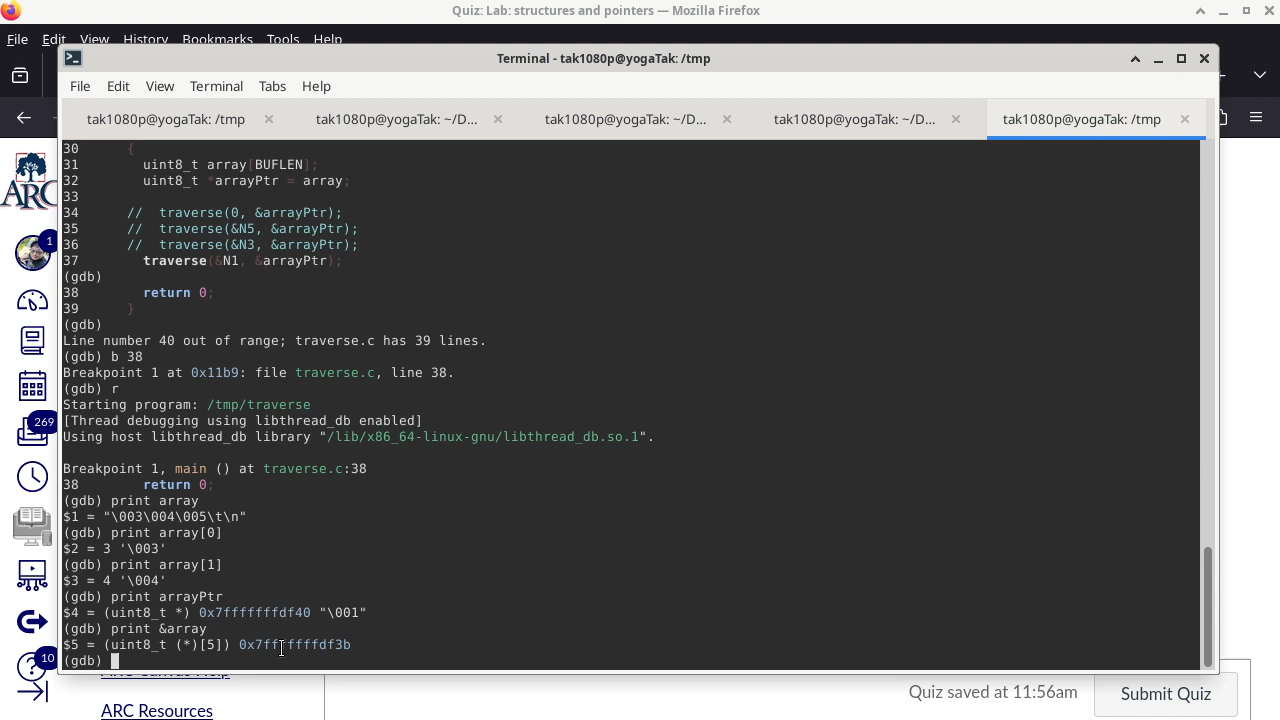 Quiz: Lab: structures and pointers — Mozilla Firefox
File Edit View History Bookmarks Tools Help
Terminal - tak1080p@yogaTak: /tmp
File Edit View Terminal Tabs Help
tak1080p@yogaTak: /tmp tak1080p@yogaTak: ~/D... tak1080p@yogaTak: ~/D... tak1080p@yogaTak: ~/D... tak1080p@yogaTak: /tmp
30 {
31 uint8_t array[BUFLEN];
32 uint8_t *arrayPtr = array;
33
34 // traverse(0, &arrayPtr);
35 // traverse(&N5, &arrayPtr);
36 // traverse(&N3, &arrayPtr);
37 traverse(&N1, &arrayPtr);
(gdb)
38 return 0;
39 }
(gdb)
Line number 40 out of range; traverse.c has 39 lines.
(gdb) b 38
Breakpoint 1 at 0x11b9: file traverse.c, line 38.
(gdb) r
Starting program: /tmp/traverse
[Thread debugging using libthread_db enabled]
Using host libthread_db library "/lib/x86_64-linux-gnu/libthread_db.so.1".
Breakpoint 1, main () at traverse.c:38
38 return 0;
(gdb) print array
$1 = "\003\004\005\t\n"
(gdb) print array[0]
$2 = 3 '\003'
(gdb) print array[1]
$3 = 4 '\004'
(gdb) print arrayPtr
$4 = (uint8_t *) 0x7fffffffdf40 "\001"
(gdb) print &array
$5 = (uint8_t (*)[5]) 0x7fffffffdf3b
(gdb)
ARC
1
269
10
ARC Canvas Help
ARC Resources
Quiz saved at 11:56am
Submit Quiz